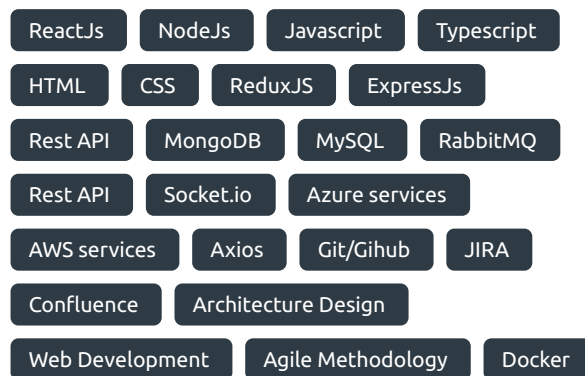 ReactJs NodeJs Javascript Typescript
HTML CSS ReduxJS ExpressJs
Rest API MongoDB MySQL RabbitMQ
Rest API Socket.io Azure services
AWS services Axios Git/Gihub JIRA
Confluence Architecture Design
Web Development Agile Methodology Docker